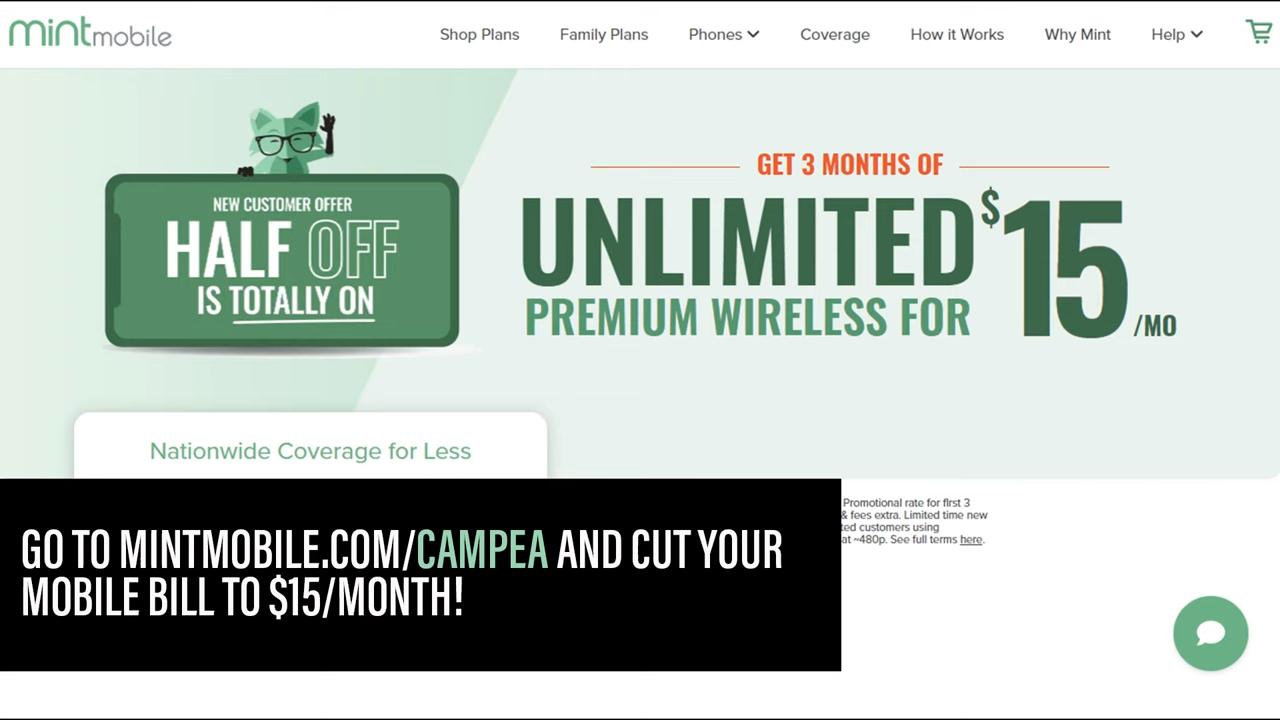 mintmobile
Shop Plans
Family Plans
Phones
Coverage
How it Works
Why Mint
Help
NEW CUSTOMER OFFER
HALF OFF
IS TOTALLY ON
GET 3 MONTHS OF
UNLIMITED
PREMIUM WIRELESS FOR
$15
/MO
Nationwide Coverage for Less
Promotional rate for first 3
& fees extra. Limited time new
ted customers using
at ~480p. See full terms here.
GO TO MINTMOBILE.COM/CAMPEA AND CUT YOUR
MOBILE BILL TO $15/MONTH!